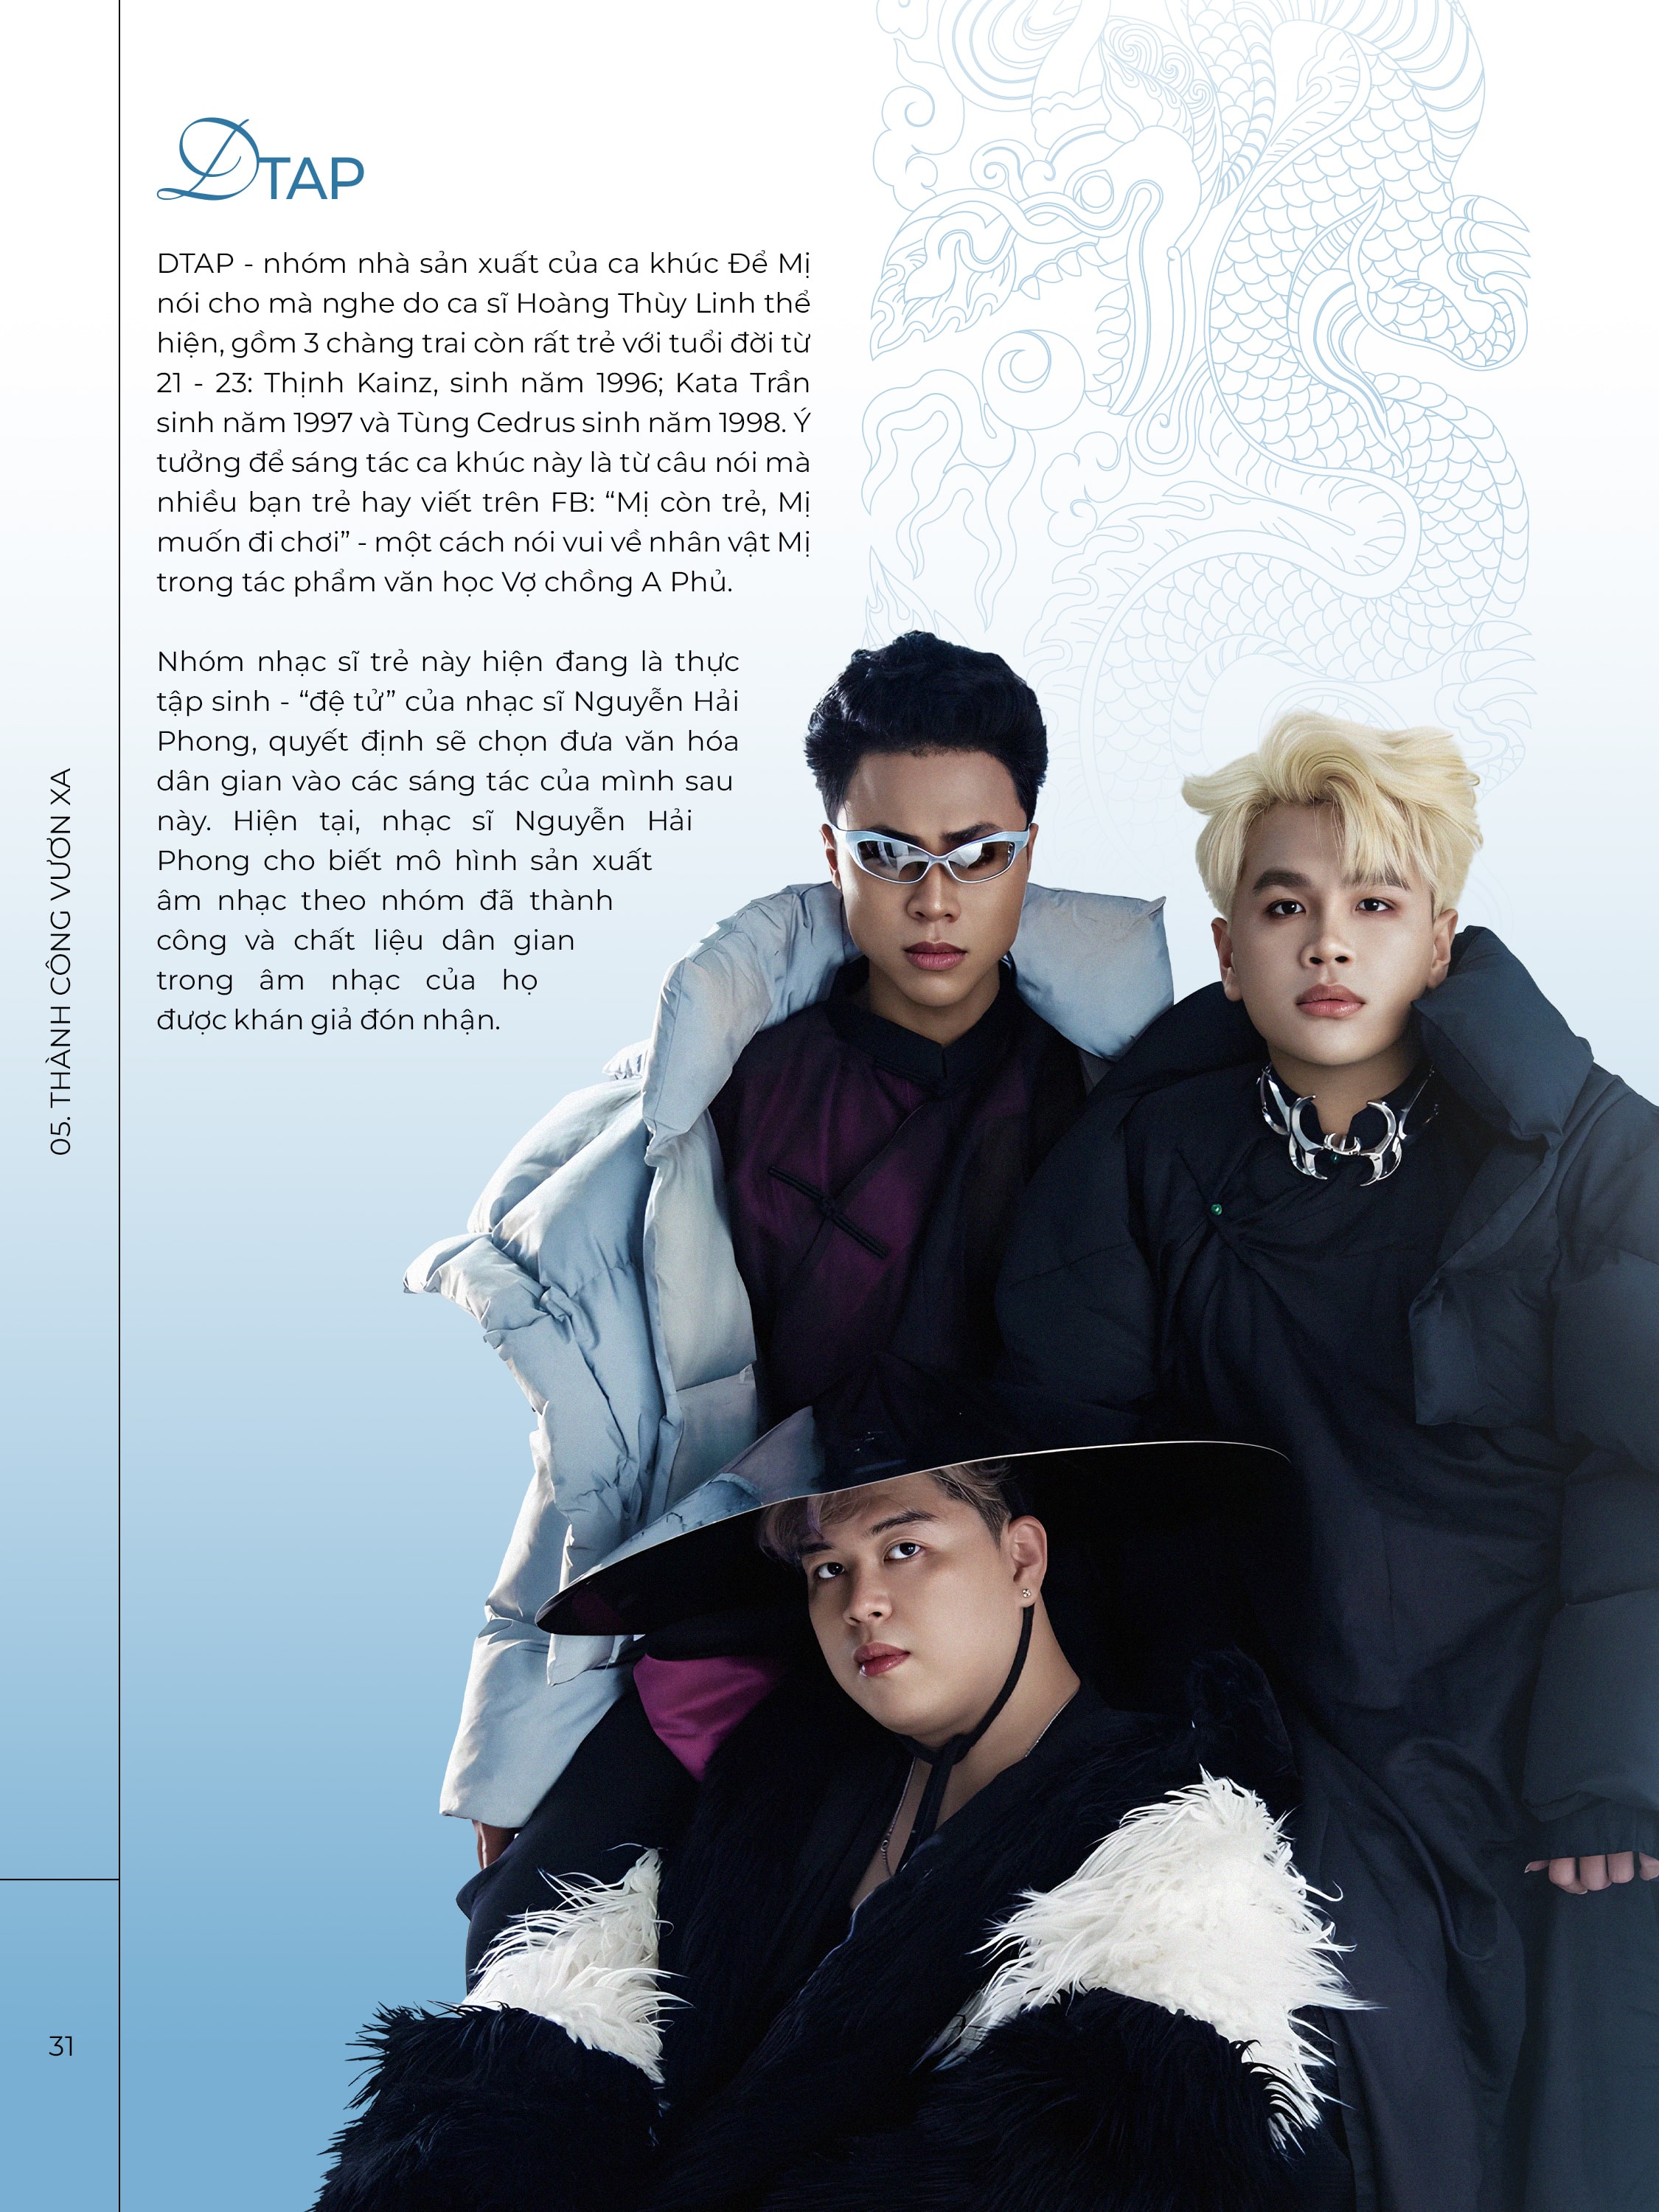 DTAP
DTAP - nhóm nhà sản xuất của ca khúc Để Mị
nói cho mà nghe do ca sĩ Hoàng Thùy Linh thể
hiện, gồm 3 chàng trai còn rất trẻ với tuổi đời từ
21 - 23: Thịnh Kainz, sinh năm 1996; Kata Trần
sinh năm 1997 và Tùng Cedrus sinh năm 1998. Ý
tưởng để sáng tác ca khúc này là từ câu nói mà
nhiều bạn trẻ hay viết trên FB: “Mị còn trẻ, Mị
muốn đi chơi” - một cách nói vui về nhân vật Mị
trong tác phẩm văn học Vợ chồng A Phủ.
Nhóm nhạc sĩ trẻ này hiện đang là thực
tập sinh - “đệ tử” của nhạc sĩ Nguyễn Hải
Phong, quyết định sẽ chọn đưa văn hóa
dân gian vào các sáng tác của mình sau
này. Hiện tại, nhạc sĩ Nguyễn Hải
Phong cho biết mô hình sản xuất
âm nhạc theo nhóm đã thành
công và chất liệu dân gian
trong âm nhạc của họ
được khán giả đón nhận.
05. THÀNH CÔNG VƯƠN XA
31